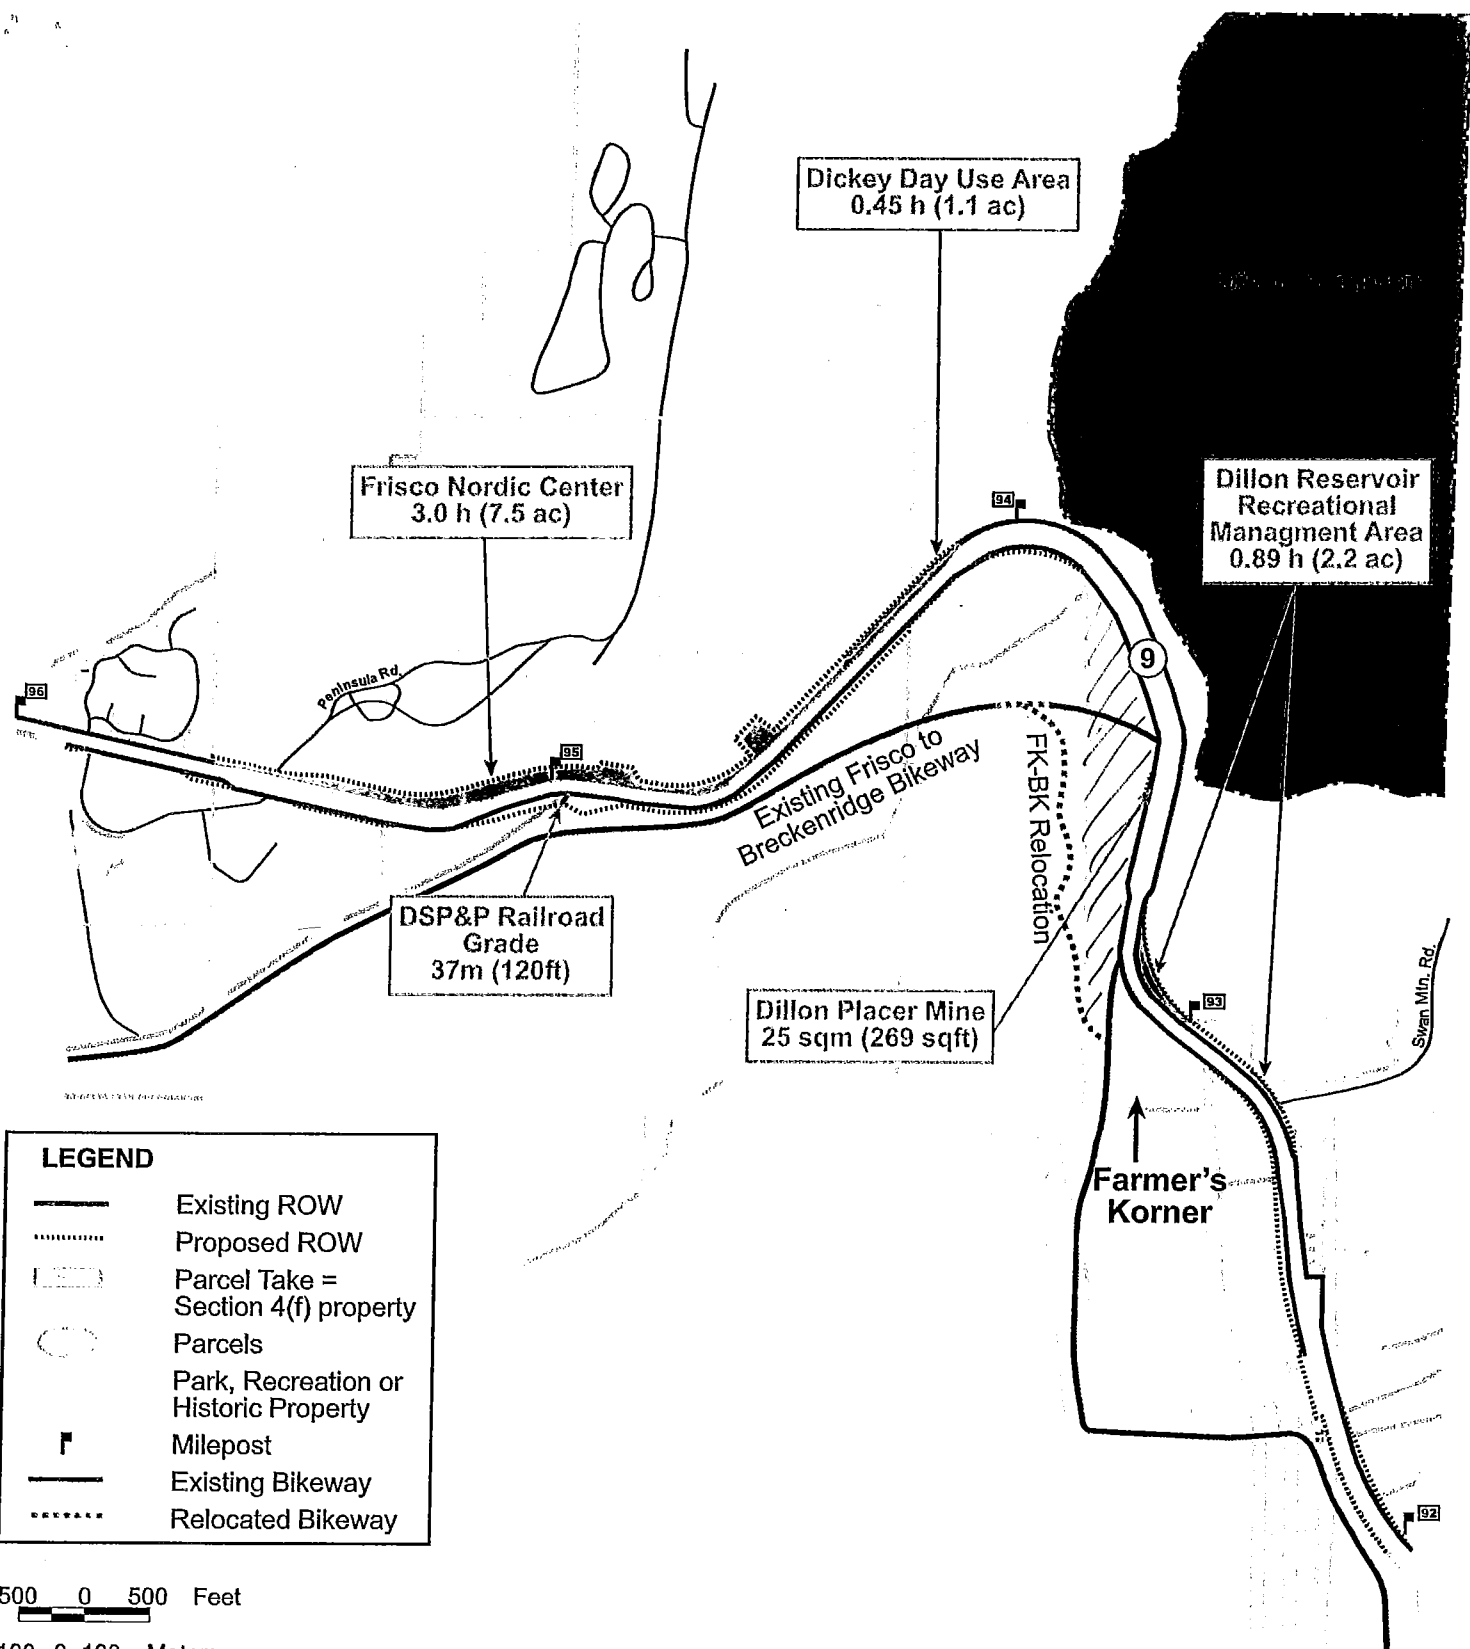 Dickey Day Use Area
0.45 h (1.1 ac)
Frisco Nordic Center
3.0 h (7.5 ac)
Dillon Reservoir
Recreational
Managment Area
0.89 h (2.2 ac)
94
9
Peninsula Rd.
96
95
Existing Frisco to
Breckenridge Bikeway
FK-BK Relocation
DSP&P Railroad
Grade
37m (120ft)
Dillon Placer Mine
25 sqm (269 sqft)
93
Swan Mtn. Rd.
Farmer's
Korner
92
LEGEND
Existing ROW
Proposed ROW
Parcel Take =
Section 4(f) property
Parcels
Park, Recreation or
Historic Property
Milepost
Existing Bikeway
Relocated Bikeway
500 0 500 Feet